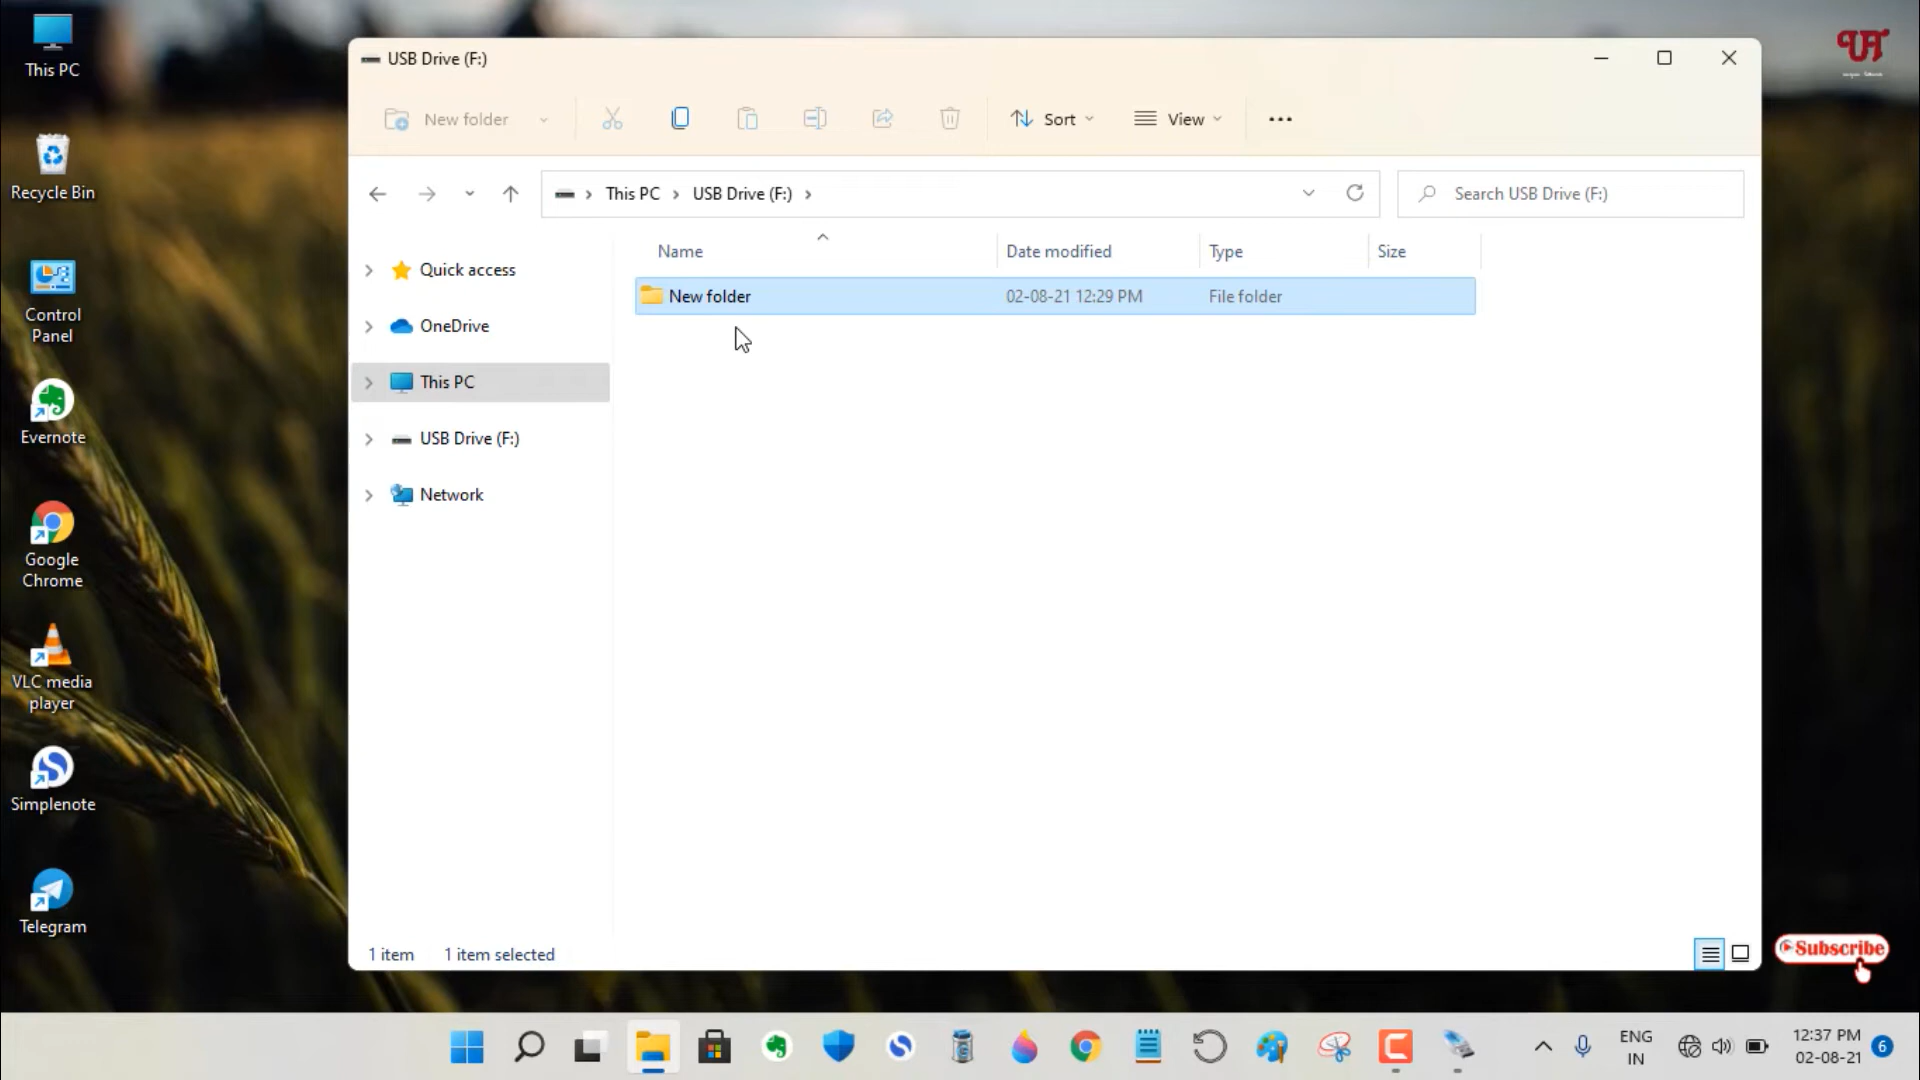 This PC
Recycle Bin
Control
Panel
Evernote
Google
Chrome
VLC media
player
Simplenote
Telegram
USB Drive (F:)
New folder
Sort
View
This PC
USB Drive (F:)
Search USB Drive (F:)
Quick access
OneDrive
This PC
USB Drive (F:)
Network
Name
Date modified
Type
Size
New folder
02-08-21 12:29 PM
File folder
1 item
1 item selected
Subscribe
ENG
IN
12:37 PM
02-08-21
6